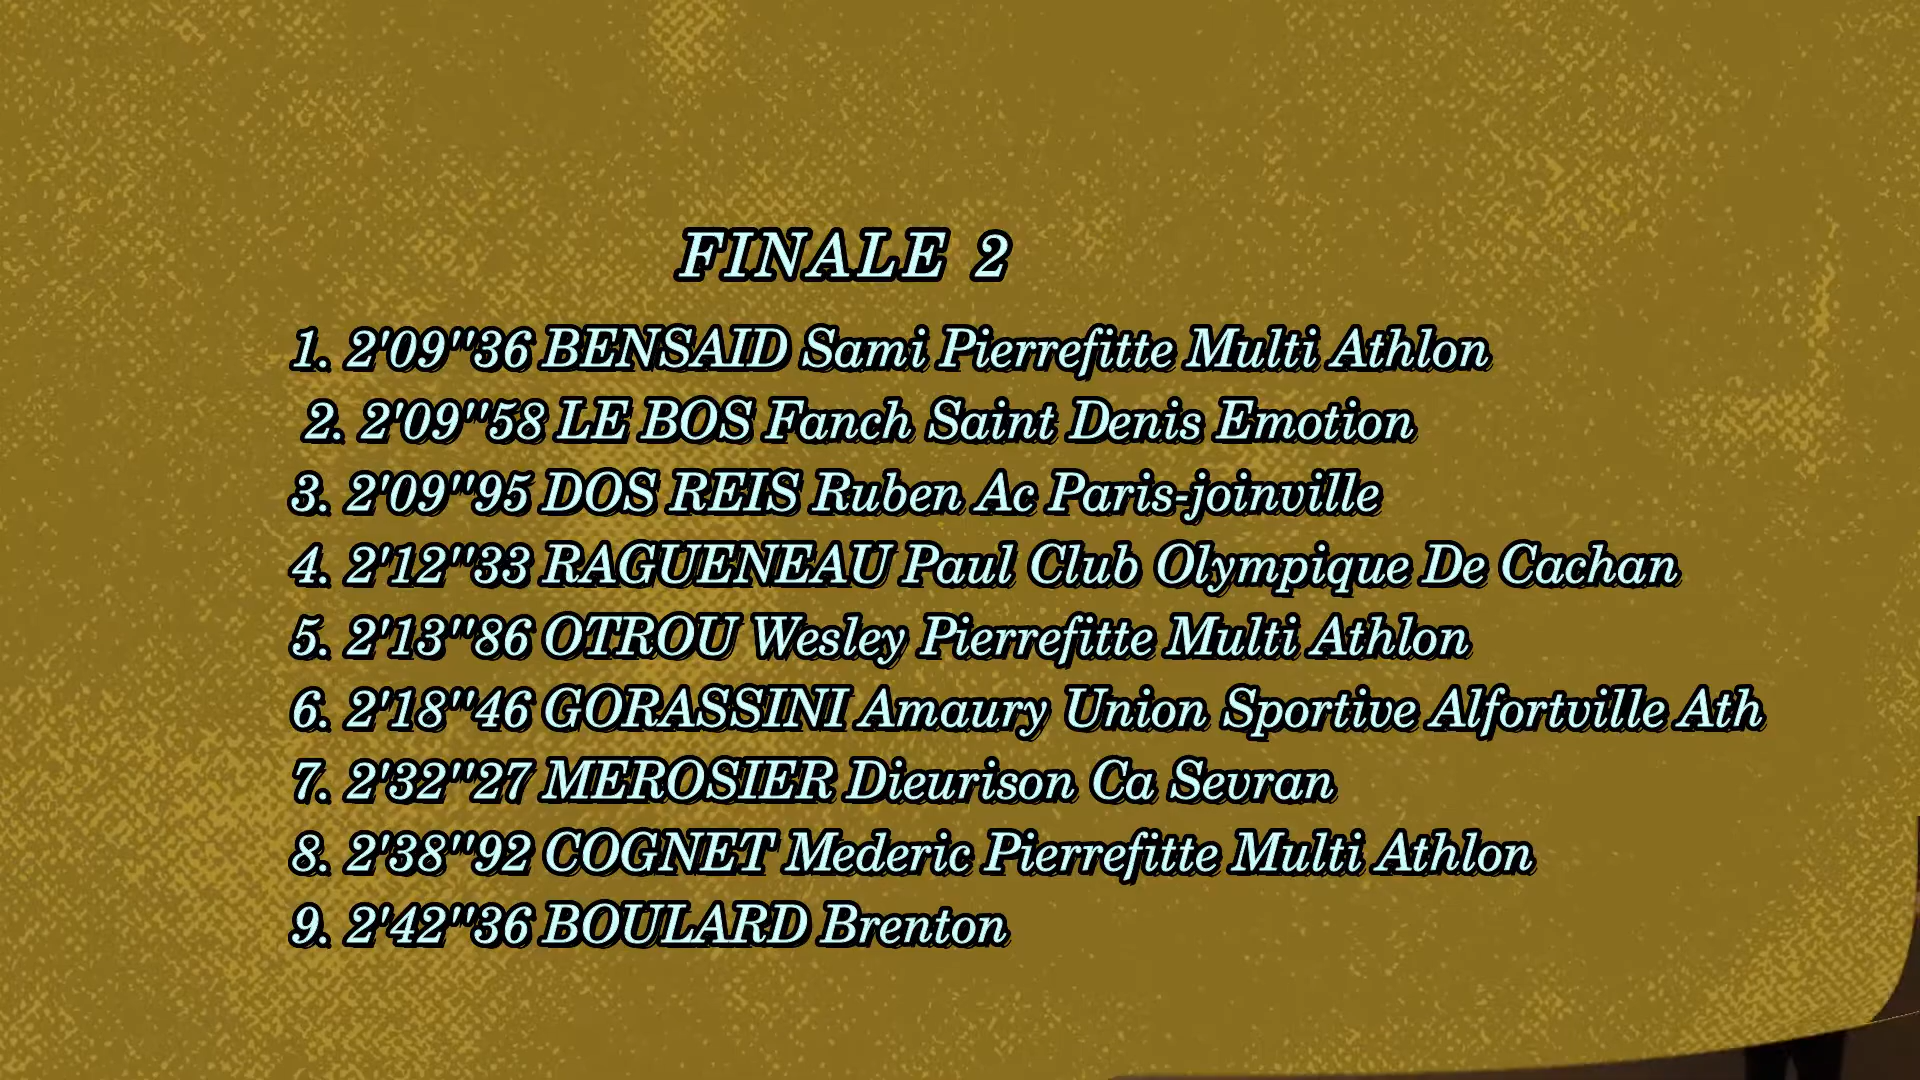 FINALE 2
1. 2'09''36 BENSAID Sami Pierrefitte Multi Athlon
2. 2'09''58 LE BOS Fanch Saint Denis Emotion
3. 2'09''95 DOS REIS Ruben Ac Paris-joinville
4. 2'12''33 RAGUENEAU Paul Club Olympique De Cachan
5. 2'13''86 OTROU Wesley Pierrefitte Multi Athlon
6. 2'18''46 GORASSINI Amaury Union Sportive Alfortville Ath
7. 2'32''27 MEROSIER Dieurison Ca Sevran
8. 2'38''92 COGNET Mederic Pierrefitte Multi Athlon
9. 2'42''36 BOULARD Brenton